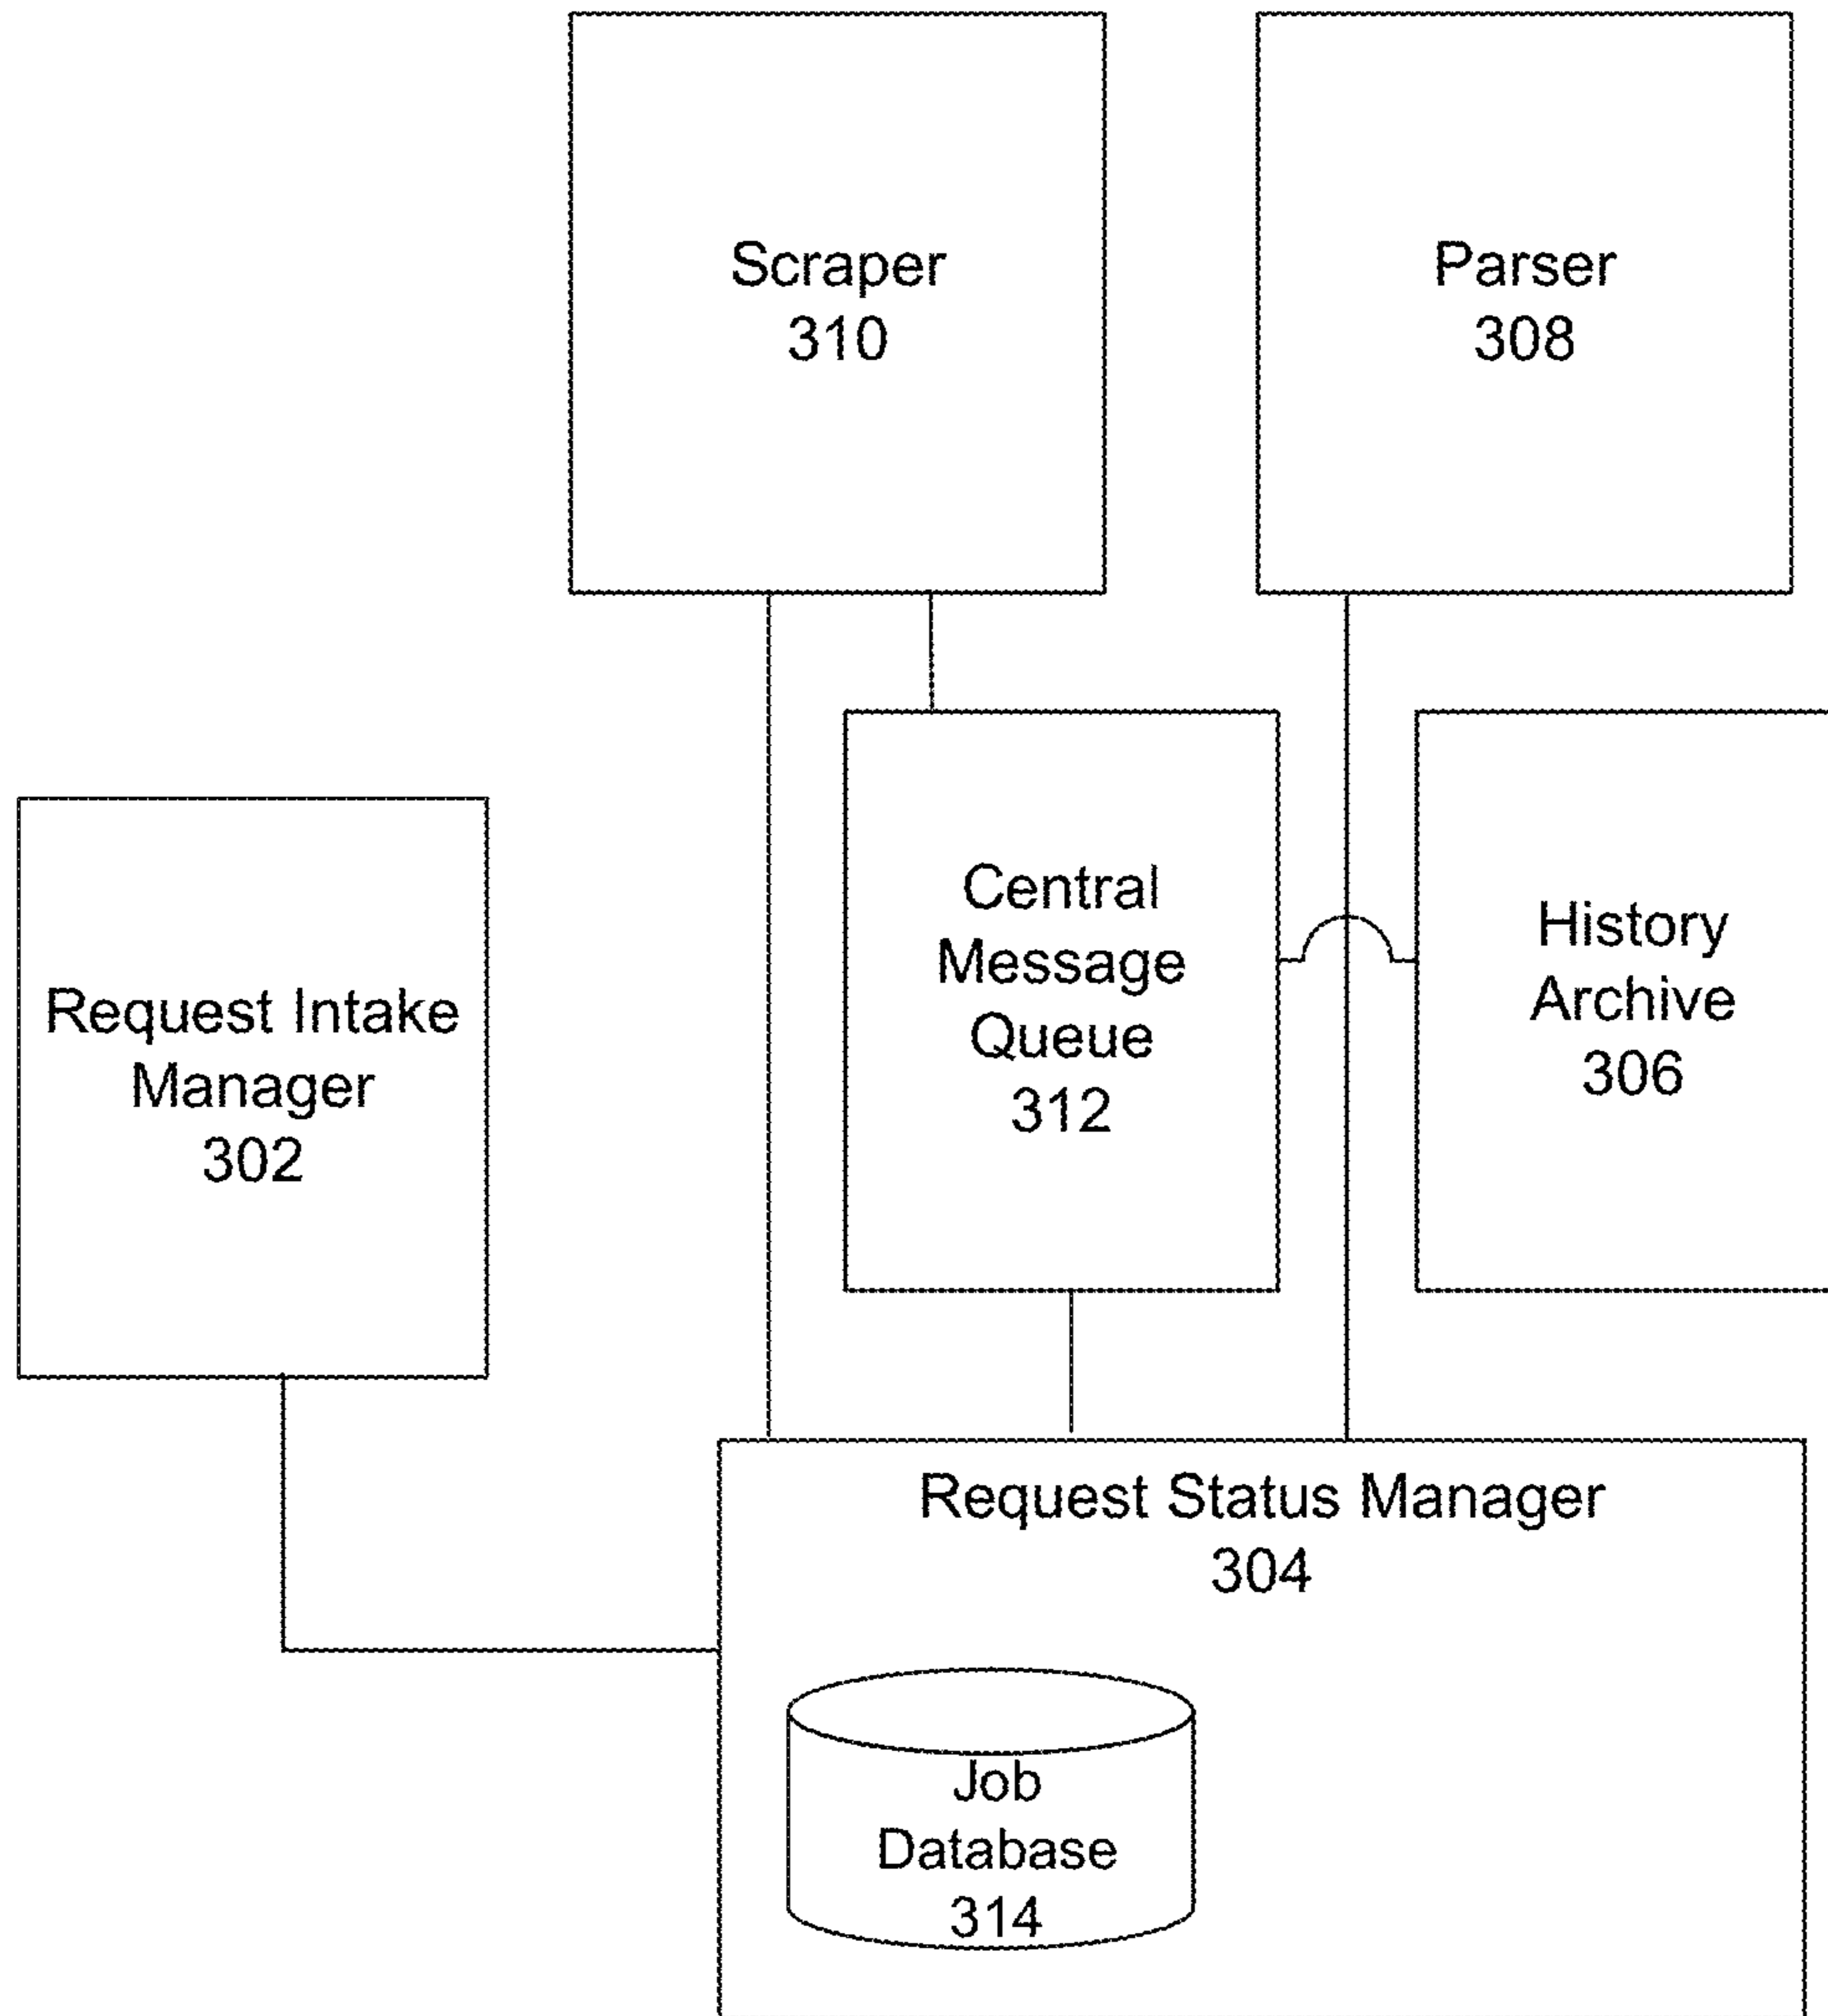 Scraper
310
Parser
308
Central
Message
Queue
312
History
Archive
306
Request Intake
Manager
302
Request Status Manager
304
Job
Database
314